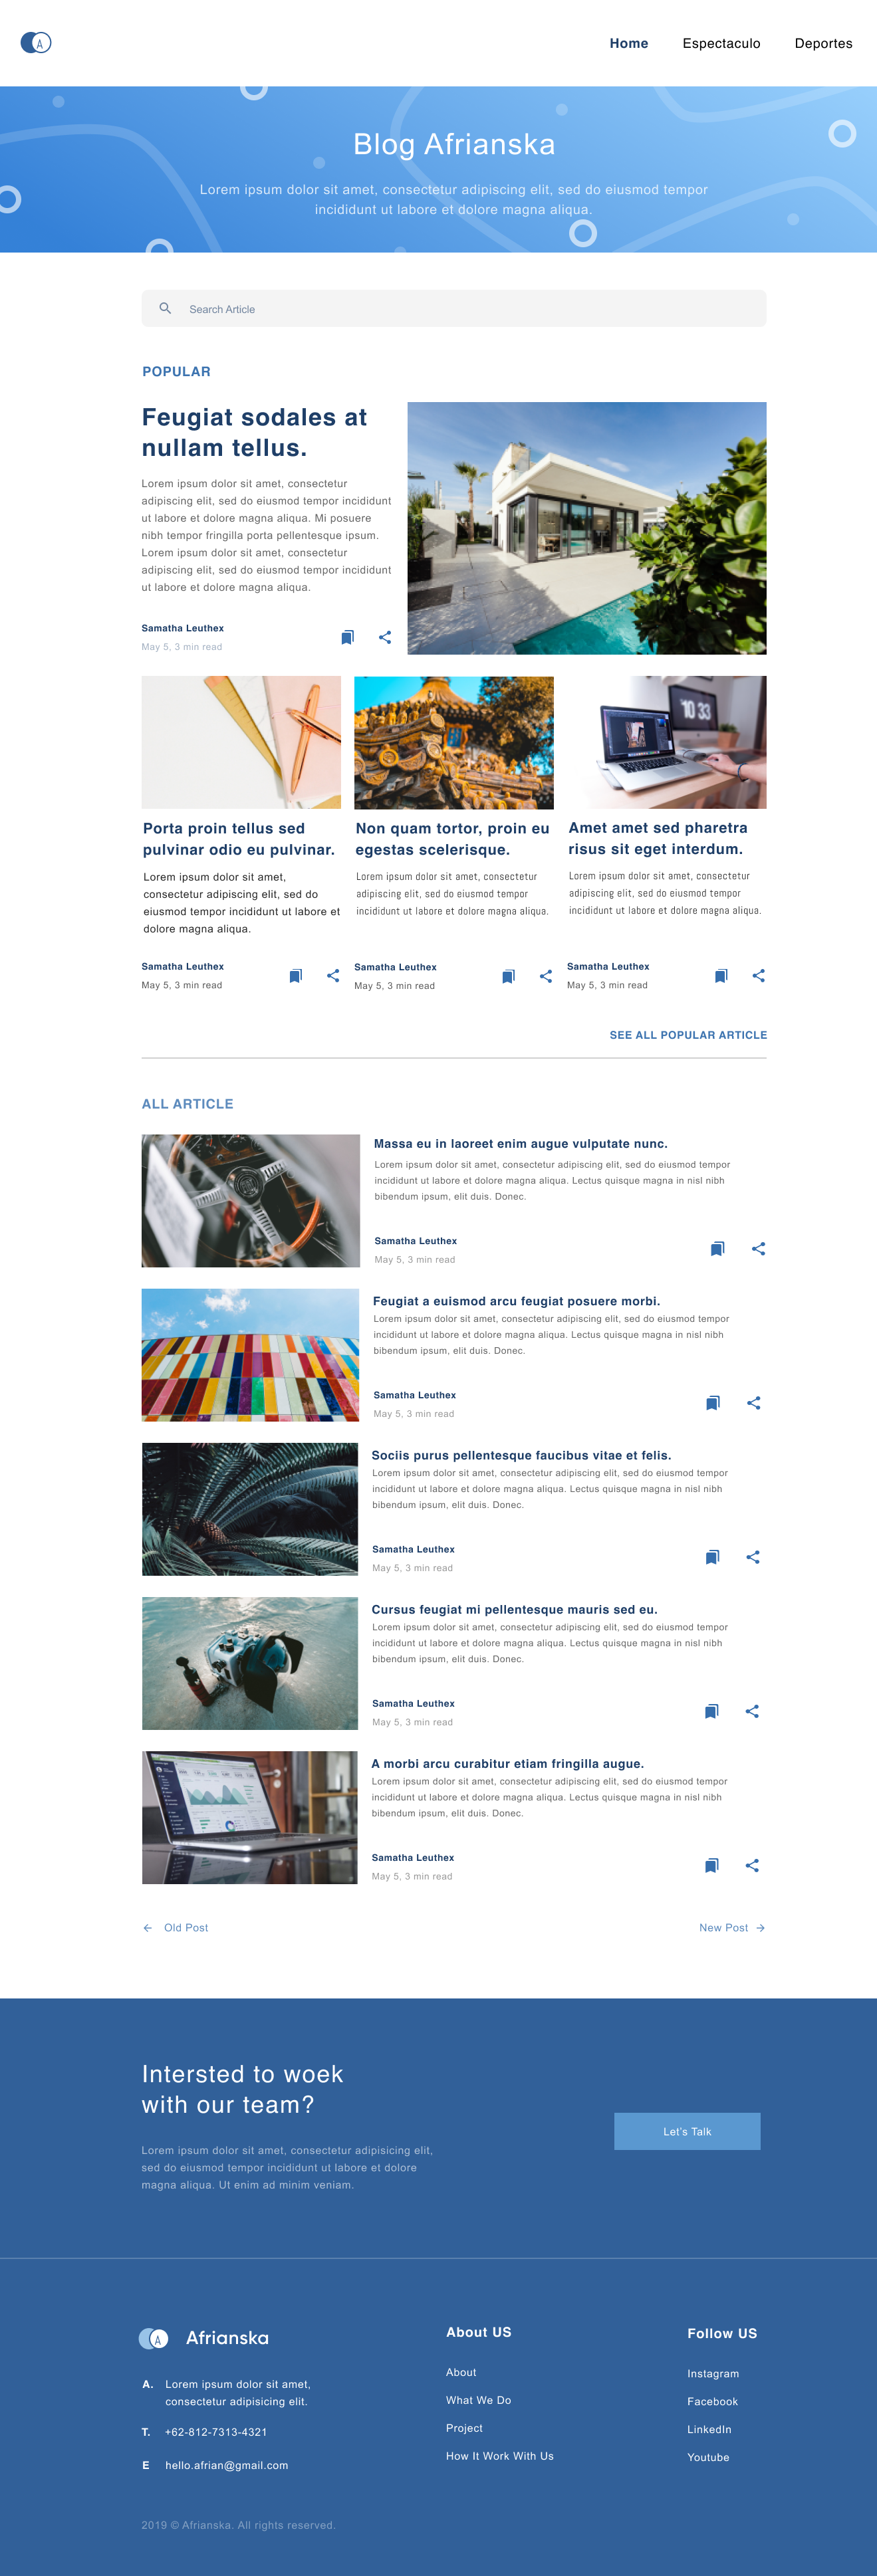 A
Home
Espectaculo
Deportes
Blog Afrianska
Lorem ipsum dolor sit amet, consectetur adipiscing elit, sed do eiusmod tempor
incididunt ut labore et dolore magna aliqua.
Search Article
POPULAR
Feugiat sodales at
nullam tellus.
Lorem ipsum dolor sit amet, consectetur
adipiscing elit, sed do eiusmod tempor incididunt
ut labore et dolore magna aliqua. Mi posuere
nibh tempor fringilla porta pellentesque ipsum.
Lorem ipsum dolor sit amet, consectetur
adipiscing elit, sed do eiusmod tempor incididunt
ut labore et dolore magna aliqua.
Samatha Leuthex
May 5, 3 min read
10 33
Porta proin tellus sed
pulvinar odio eu pulvinar.
Lorem ipsum dolor sit amet,
consectetur adipiscing elit, sed do
eiusmod tempor incididunt ut labore et
dolore magna aliqua.
Samatha Leuthex
May 5, 3 min read
Non quam tortor, proin eu
egestas scelerisque.
Lorem ipsum dolor sit amet, consectetur
adipiscing elit, sed do eiusmod tempor
incididunt ut labore et dolore magna aliqua.
Samatha Leuthex
May 5, 3 min read
Amet amet sed pharetra
risus sit eget interdum.
Lorem ipsum dolor sit amet, consectetur
adipiscing elit, sed do eiusmod tempor
incididunt ut labore et dolore magna aliqua.
Samatha Leuthex
May 5, 3 min read
SEE ALL POPULAR ARTICLE
ALL ARTICLE
Massa eu in laoreet enim augue vulputate nunc.
Lorem ipsum dolor sit amet, consectetur adipiscing elit, sed do eiusmod tempor
incididunt ut labore et dolore magna aliqua. Lectus quisque magna in nisl nibh
bibendum ipsum, elit duis. Donec.
Samatha Leuthex
May 5, 3 min read
Feugiat a euismod arcu feugiat posuere morbi.
Lorem ipsum dolor sit amet, consectetur adipiscing elit, sed do eiusmod tempor
incididunt ut labore et dolore magna aliqua. Lectus quisque magna in nisl nibh
bibendum ipsum, elit duis. Donec.
Samatha Leuthex
May 5, 3 min read
Sociis purus pellentesque faucibus vitae et felis.
Lorem ipsum dolor sit amet, consectetur adipiscing elit, sed do eiusmod tempor
incididunt ut labore et dolore magna aliqua. Lectus quisque magna in nisl nibh
bibendum ipsum, elit duis. Donec.
Samatha Leuthex
May 5, 3 min read
Cursus feugiat mi pellentesque mauris sed eu.
Lorem ipsum dolor sit amet, consectetur adipiscing elit, sed do eiusmod tempor
incididunt ut labore et dolore magna aliqua. Lectus quisque magna in nisl nibh
bibendum ipsum, elit duis. Donec.
Samatha Leuthex
May 5, 3 min read
A morbi arcu curabitur etiam fringilla augue.
Lorem ipsum dolor sit amet, consectetur adipiscing elit, sed do eiusmod tempor
incididunt ut labore et dolore magna aliqua. Lectus quisque magna in nisl nibh
bibendum ipsum, elit duis. Donec.
Samatha Leuthex
May 5, 3 min read
Old Post
New Post
Intersted to woek
with our team?
Lorem ipsum dolor sit amet, consectetur adipisicing elit,
sed do eiusmod tempor incididunt ut labore et dolore
magna aliqua. Ut enim ad minim veniam.
Let's Talk
A Afrianska
A. Lorem ipsum dolor sit amet,
consectetur adipisicing elit.
T. +62-812-7313-4321
E hello.afrian@gmail.com
About US
About
What We Do
Project
How It Work With Us
Follow US
Instagram
Facebook
LinkedIn
Youtube
2019 © Afrianska. All rights reserved.